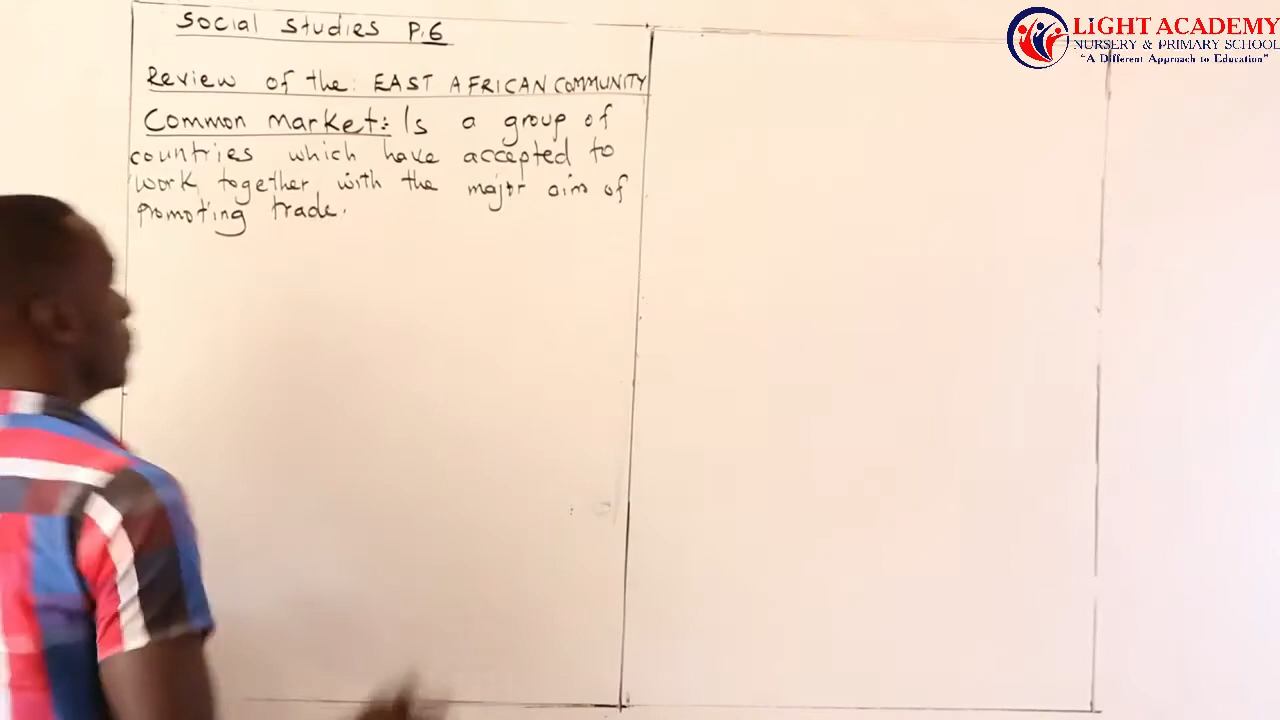 Social Studies P.6
Review of the: EAST AFRICAN COMMUNITY
Common Market: Is a group of
countries which have accepted to
work together with the major aim of
promoting trade.
LIGHT ACADEMY
NURSERY & PRIMARY SCHOOL
"A Different Approach to Education"